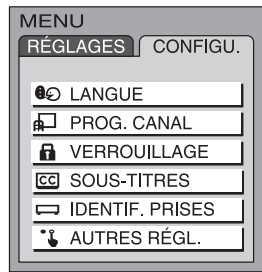 MENU
RÉGLAGES CONFIGU.
LANGUE
PROG. CANAL
VERROUILLAGE
CC SOUS-TITRES
IDENTIF. PRISES
AUTRES RÉGL.